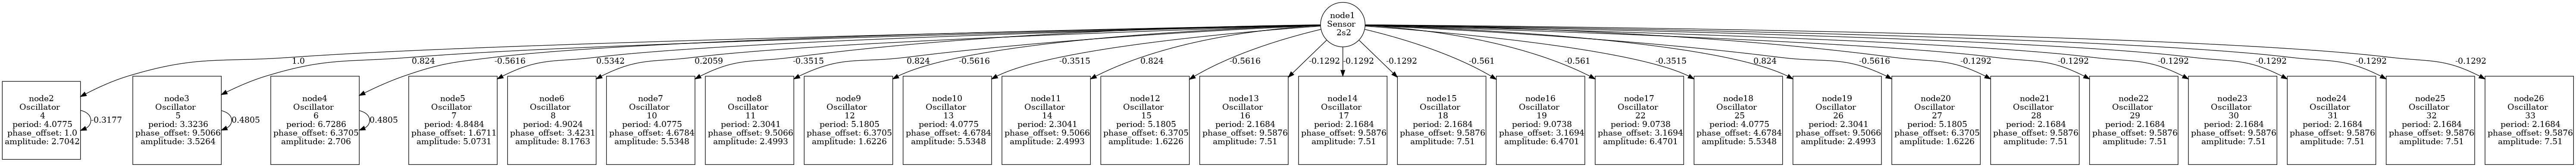 node1
Sensor
2s2
1.0
0.824
-0.5616
0.5342
0.2059
-0.3515
0.824
-0.5616
-0.3515
0.824
-0.5616
-0.1292
-0.1292
-0.1292
-0.561
-0.561
-0.3515
0.824
-0.5616
-0.1292
-0.1292
-0.1292
-0.1292
-0.1292
-0.1292
node2
Oscillator
4
period: 4.0775
phase_offset: 1.0
amplitude: 2.7042
-0.3177
node3
Oscillator
5
period: 3.3236
phase_offset: 9.5066
amplitude: 3.5264
0.4805
node4
Oscillator
6
period: 6.7286
phase_offset: 6.3705
amplitude: 2.706
0.4805
node5
Oscillator
7
period: 4.8484
phase_offset: 1.6711
amplitude: 5.0731
node6
Oscillator
8
period: 4.9024
phase_offset: 3.4231
amplitude: 8.1763
node7
Oscillator
10
period: 4.0775
phase_offset: 4.6784
amplitude: 5.5348
node8
Oscillator
11
period: 2.3041
phase_offset: 9.5066
amplitude: 2.4993
node9
Oscillator
12
period: 5.1805
phase_offset: 6.3705
amplitude: 1.6226
node10
Oscillator
13
period: 4.0775
phase_offset: 4.6784
amplitude: 5.5348
node11
Oscillator
14
period: 2.3041
phase_offset: 9.5066
amplitude: 2.4993
node12
Oscillator
15
period: 5.1805
phase_offset: 6.3705
amplitude: 1.6226
node13
Oscillator
16
period: 2.1684
phase_offset: 9.5876
amplitude: 7.51
node14
Oscillator
17
period: 2.1684
phase_offset: 9.5876
amplitude: 7.51
node15
Oscillator
18
period: 2.1684
phase_offset: 9.5876
amplitude: 7.51
node16
Oscillator
19
period: 9.0738
phase_offset: 3.1694
amplitude: 6.4701
node17
Oscillator
22
period: 9.0738
phase_offset: 3.1694
amplitude: 6.4701
node18
Oscillator
25
period: 4.0775
phase_offset: 4.6784
amplitude: 5.5348
node19
Oscillator
26
period: 2.3041
phase_offset: 9.5066
amplitude: 2.4993
node20
Oscillator
27
period: 5.1805
phase_offset: 6.3705
amplitude: 1.6226
node21
Oscillator
28
period: 2.1684
phase_offset: 9.5876
amplitude: 7.51
node22
Oscillator
29
period: 2.1684
phase_offset: 9.5876
amplitude: 7.51
node23
Oscillator
30
period: 2.1684
phase_offset: 9.5876
amplitude: 7.51
node24
Oscillator
31
period: 2.1684
phase_offset: 9.5876
amplitude: 7.51
node25
Oscillator
32
period: 2.1684
phase_offset: 9.5876
amplitude: 7.51
node26
Oscillator
33
period: 2.1684
phase_offset: 9.5876
amplitude: 7.51